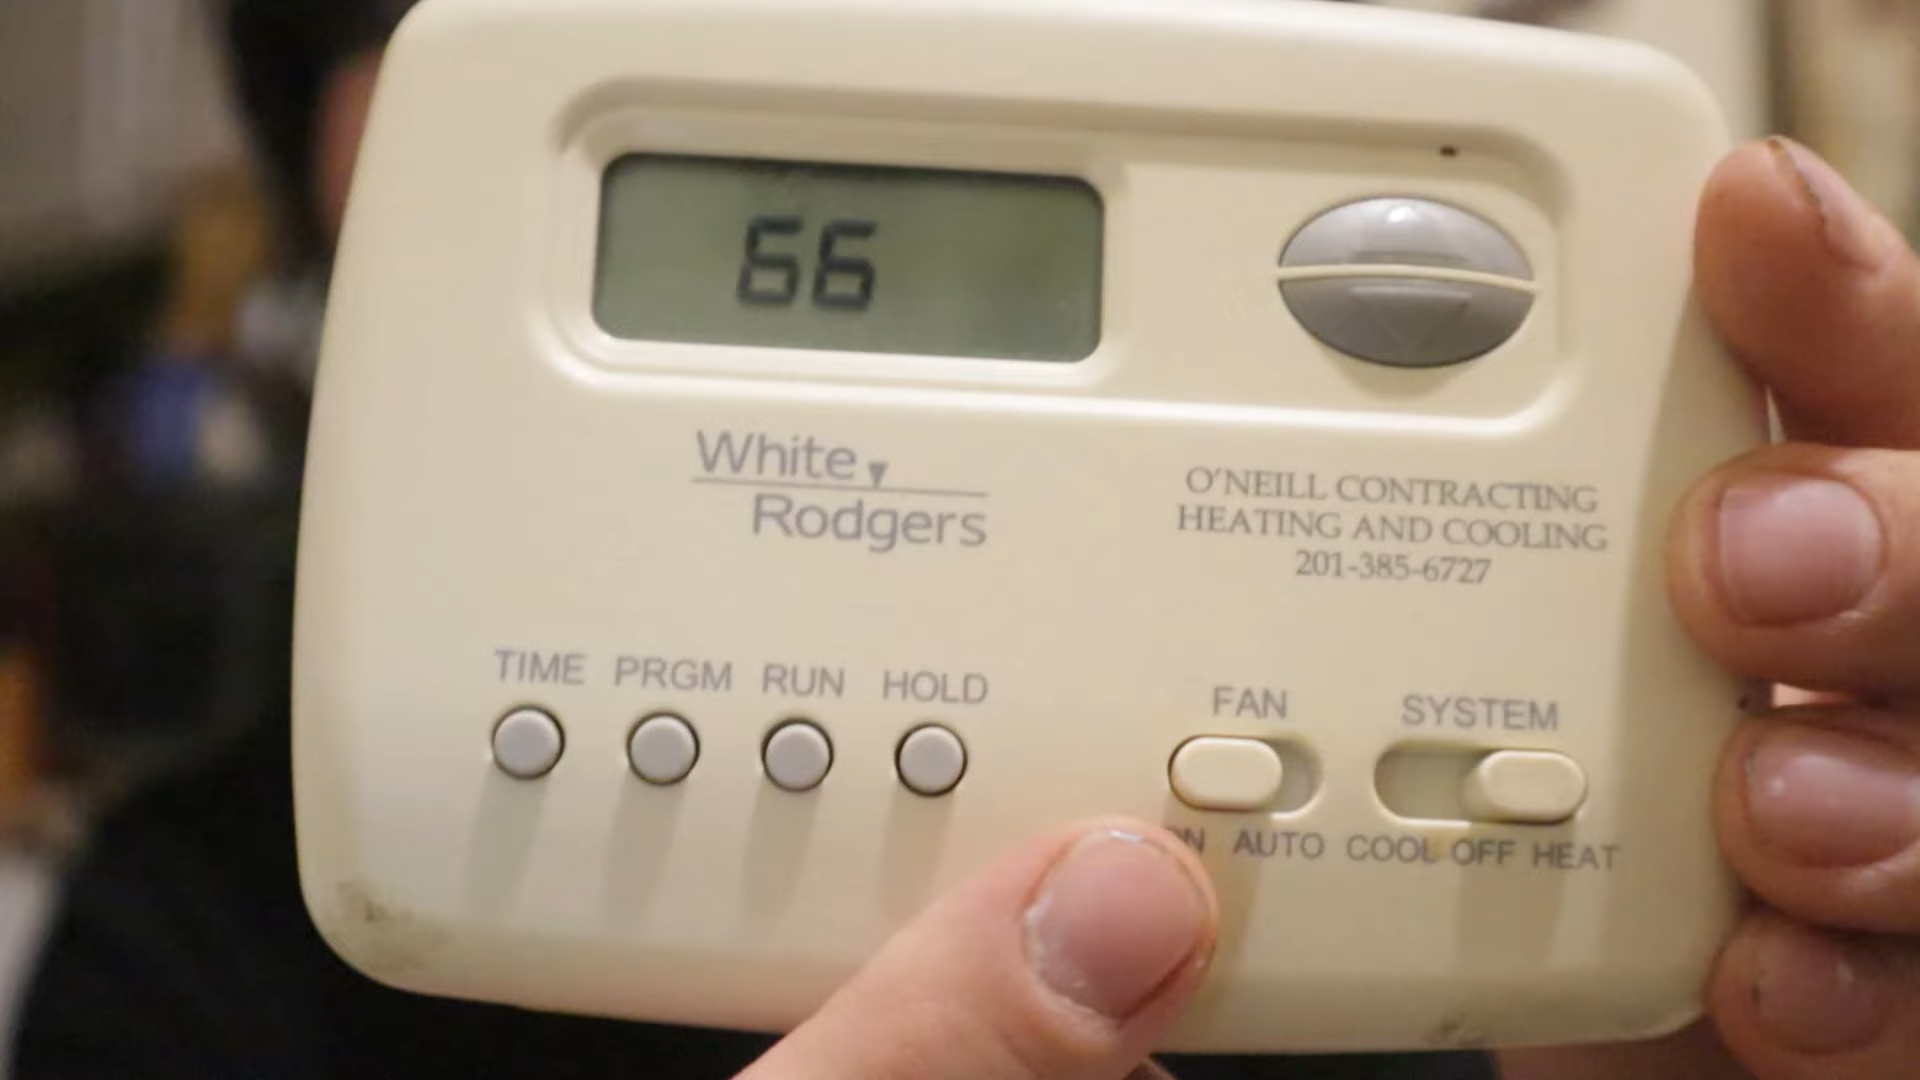 66
White
Rodgers
O'NEILL CONTRACTING
HEATING AND COOLING
201-385-6727
TIME PRGM RUN HOLD
FAN SYSTEM
ON AUTO COOL OFF HEAT